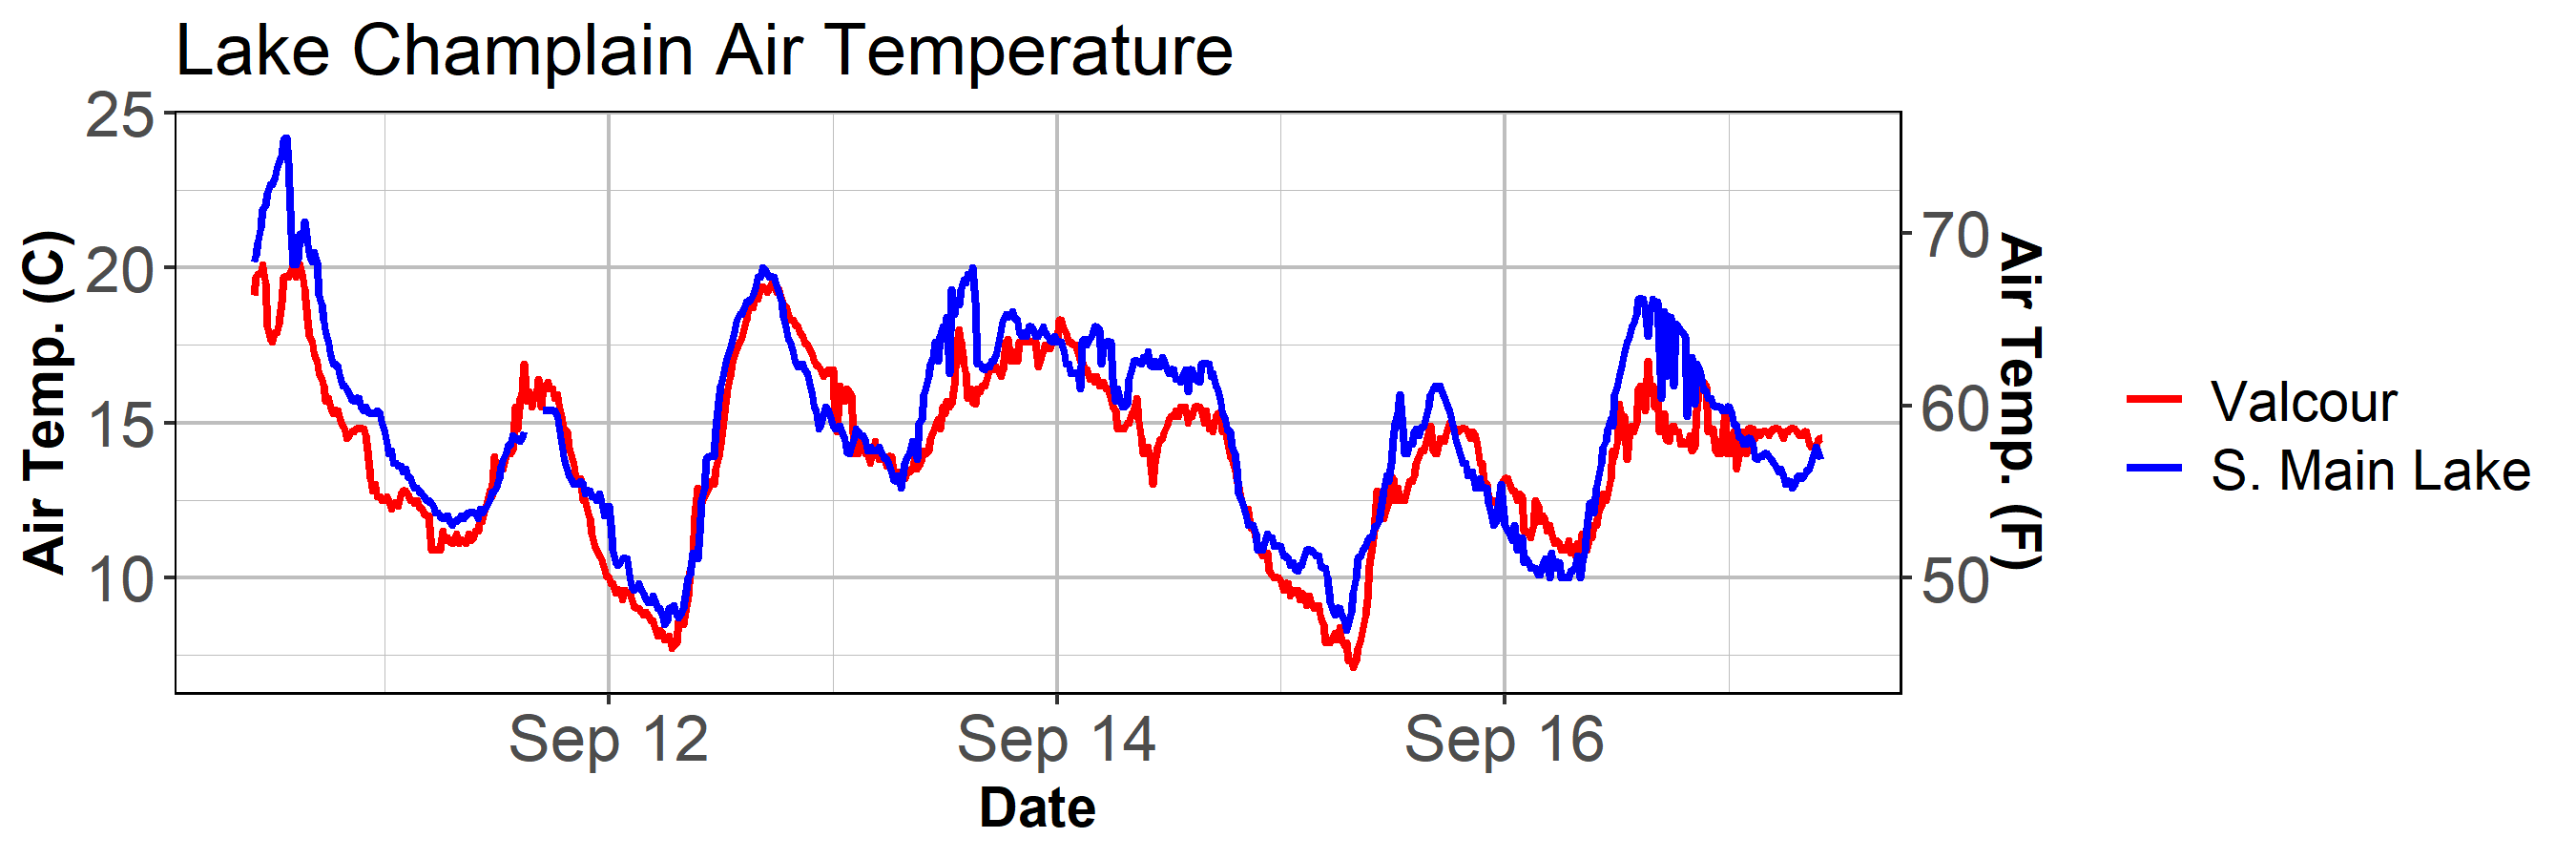 Lake Champlain Air Temperature
Air Temp. (C)
25
20
15
10
70
60
50
Air Temp. (F)
Sep 12
Sep 14
Sep 16
Date
Valcour
S. Main Lake